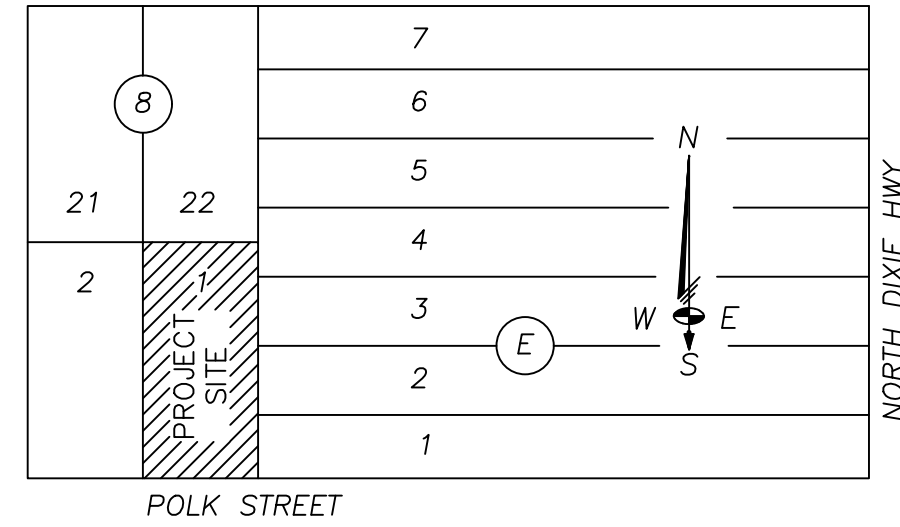 7
6
8
N
5
21 22
4
2 1
3
W E
E
S
PROJECT
SITE
2
1
NORTH DIXIE HWY
POLK STREET